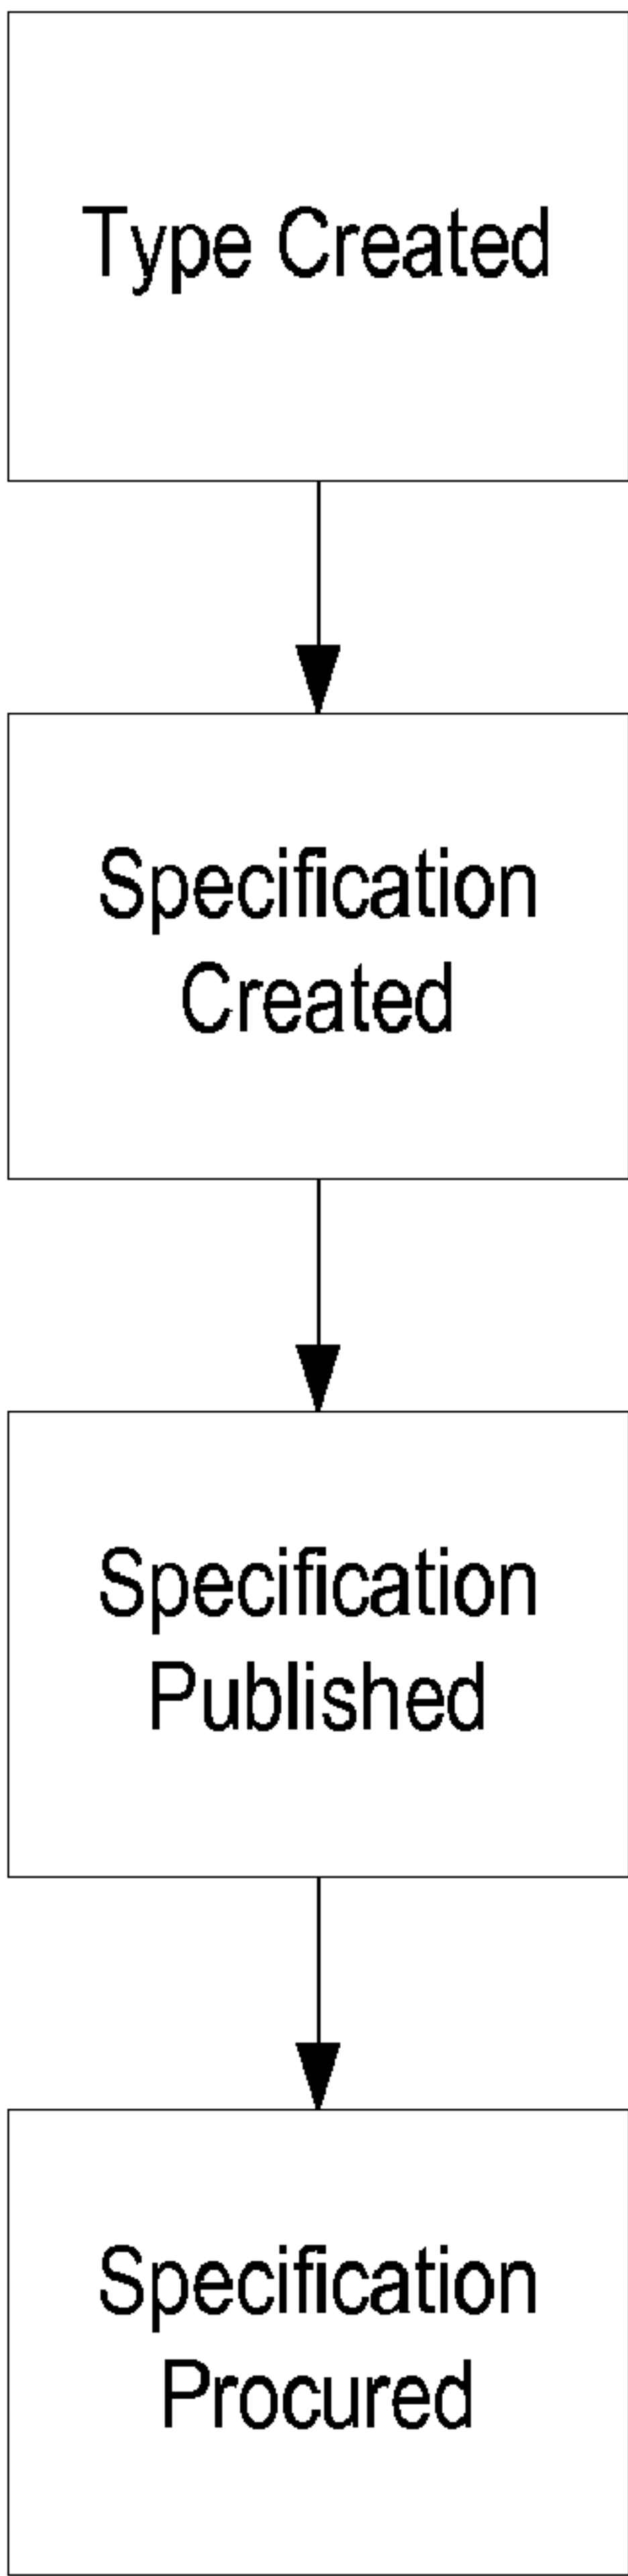 Type Created
Specification
Created
Specification
Published
Specification
Procured